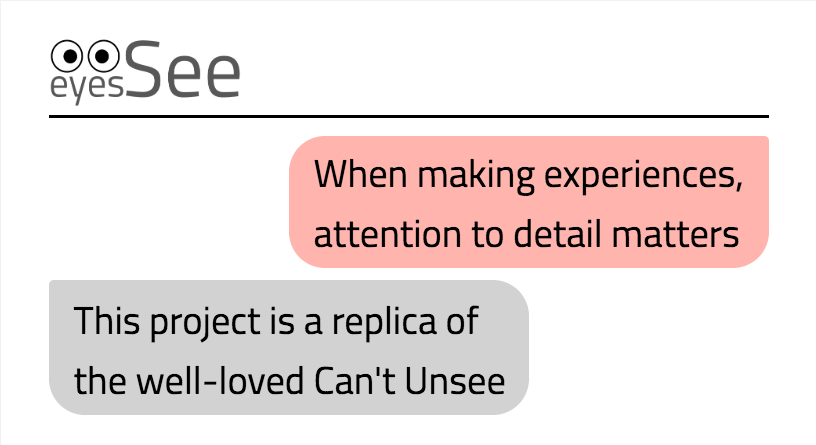 eyesSee
When making experiences,
attention to detail matters
This project is a replica of
the well-loved Can't Unsee